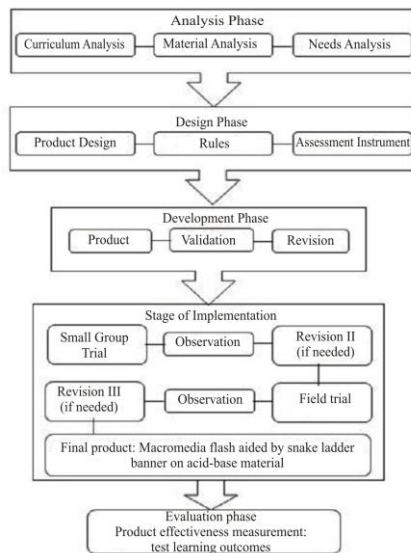 Analysis Phase
Curriculum Analysis
Material Analysis
Needs Analysis
Design Phase
Product Design
Rules
Assessment Instrument
Development Phase
Product
Validation
Revision
Stage of Implementation
Small Group
Trial
Observation
Revision II
(if needed)
Revision III
(if needed)
Observation
Field trial
Final product: Macromedia flash aided by snake ladder
banner on acid-base material
Evaluation phase
Product effectiveness measurement:
test learning outcomes